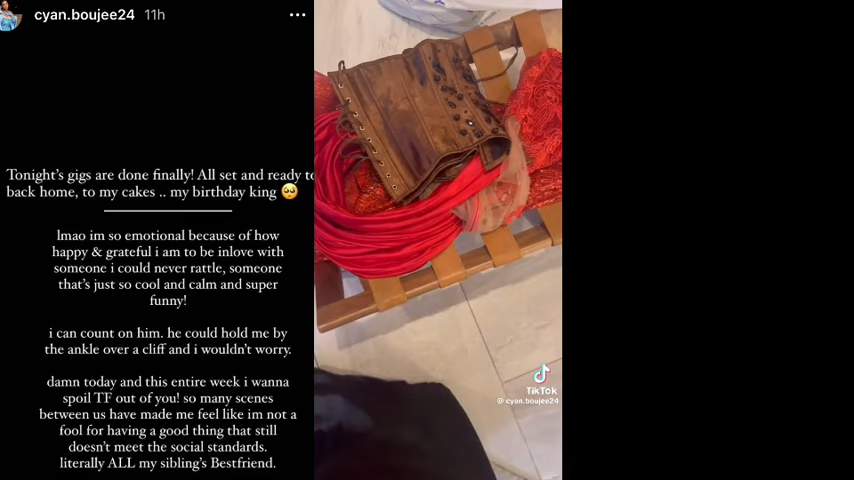 cyan.boujee24 11h
Tonight's gigs are done finally! All set and ready to
back home, to my cakes .. my birthday king 🥺
lmao im so emotional because of how
happy & grateful i am to be inlove with
someone i could never rattle, someone
that's just so cool and calm and super
funny!
i can count on him. he could hold me by
the ankle over a cliff and i wouldn't worry.
damn today and this entire week i wanna
spoil TF out of you! so many scenes
between us have made me feel like im not a
fool for having a good thing that still
doesn't meet the social standards.
literally ALL my sibling's Bestfriend.
TikTok
cyan.boujee24